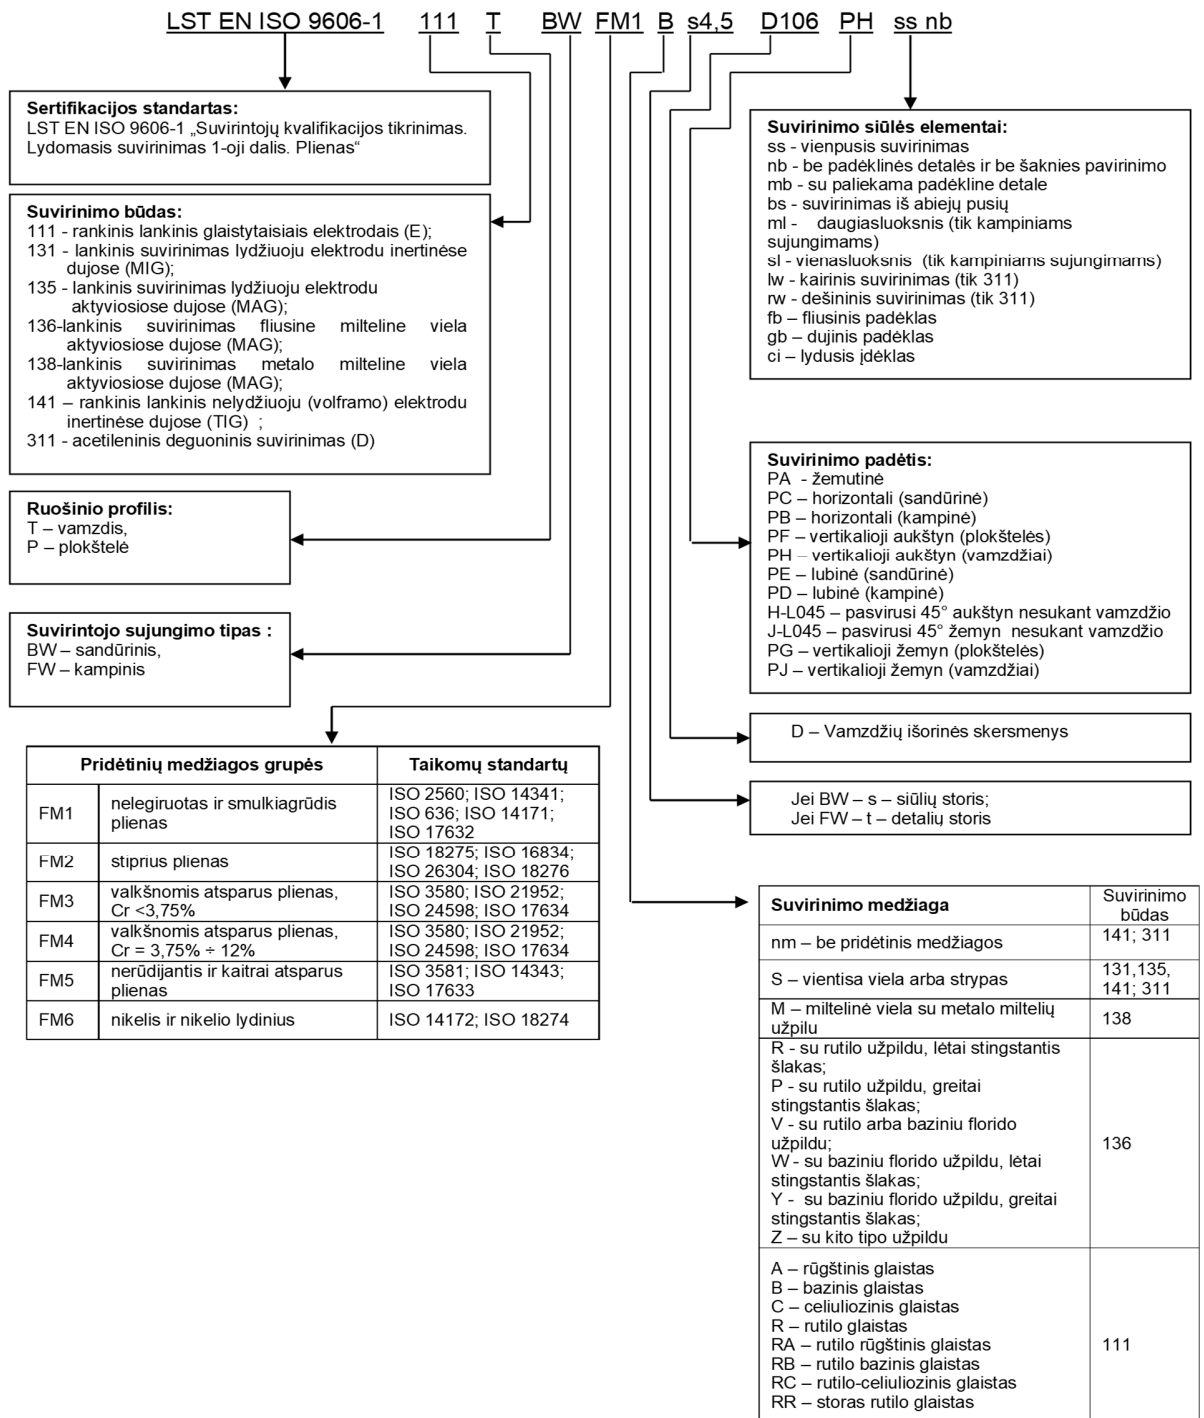 LST EN ISO 9606-1 111 T BW FM1 B s4,5 D106 PH ss nb
Sertifikacijos standartas:
LST EN ISO 9606-1 „Suvirintojų kvalifikacijos tikrinimas.
Lydomasis suvirinimas 1-oji dalis. Plienas“
Suvirinimo būdas:
111 - rankinis lankinis glaistytaisiais elektrodais (E);
131 - lankinis suvirinimas lydžiuoju elektrodu inertinėse
dujose (MIG);
135 - lankinis suvirinimas lydžiuoju elektrodu
aktyviosiose dujose (MAG);
136-lankinis suvirinimas fliusine milteline viela
aktyviosiose dujose (MAG);
138-lankinis suvirinimas metalo milteline viela
aktyviosiose dujose (MAG);
141 – rankinis lankinis nelydžiuoju (volframo) elektrodu
inertinėse dujose (TIG) ;
311 - acetileninis deguoninis suvirinimas (D)
Ruošinio profilis:
T – vamzdis,
P – plokštelė
Suvirintojo sujungimo tipas :
BW – sandūrinis,
FW – kampinis
Pridėtinių medžiagos grupės Taikomų standartų
FM1 nelegiruotas ir smulkiagrūdis
plienas
ISO 2560; ISO 14341;
ISO 636; ISO 14171;
ISO 17632
FM2 stiprius plienas
ISO 18275; ISO 16834;
ISO 26304; ISO 18276
FM3 valkšnomis atsparus plienas,
Cr <3,75%
ISO 3580; ISO 21952;
ISO 24598; ISO 17634
FM4 valkšnomis atsparus plienas,
Cr = 3,75% ÷ 12%
ISO 3580; ISO 21952;
ISO 24598; ISO 17634
FM5 nerūdijantis ir kaitrai atsparus
plienas
ISO 3581; ISO 14343;
ISO 17633
FM6 nikelis ir nikelio lydinius ISO 14172; ISO 18274
Suvirinimo siūlės elementai:
ss - vienpusis suvirinimas
nb - be padėklinės detalės ir be šaknies pavirinimo
mb - su paliekama padėkline detale
bs - suvirinimas iš abiejų pusių
ml - daugiasluoksnis (tik kampiniams
sujungimams)
sl - vienasluoksnis (tik kampiniams sujungimams)
lw - kairinis suvirinimas (tik 311)
rw - dešininis suvirinimas (tik 311)
fb – fliusinis padėklas
gb – dujinis padėklas
ci – lydusis įdėklas
Suvirinimo padėtis:
PA - žemutinė
PC – horizontali (sandūrinė)
PB – horizontali (kampinė)
PF – vertikalioji aukštyn (plokštelės)
PH – vertikalioji aukštyn (vamzdžiai)
PE – lubinė (sandūrinė)
PD – lubinė (kampinė)
H-L045 – pasvirusi 45° aukštyn nesukant vamzdžio
J-L045 – pasvirusi 45° žemyn nesukant vamzdžio
PG – vertikalioji žemyn (plokštelės)
PJ – vertikalioji žemyn (vamzdžiai)
D – Vamzdžių išorinės skersmenys
Jei BW – s – siūlių storis;
Jei FW – t – detalių storis
Suvirinimo medžiaga Suvirinimo
būdas
nm – be pridėtinis medžiagos 141; 311
S – vientisa viela arba strypas 131,135,
141; 311
M – miltelinė viela su metalo miltelių
užpilu
138
R - su rutilo užpildu, lėtai stingstantis
šlakas;
P - su rutilo užpildu, greitai
stingstantis šlakas;
V - su rutilo arba baziniu florido
užpildu;
W - su baziniu florido užpildu, lėtai
stingstantis šlakas;
Y - su baziniu florido užpildu, greitai
stingstantis šlakas;
Z – su kito tipo užpildu
136
A – rūgštinis glaistas
B – bazinis glaistas
C – celiuliozinis glaistas
R – rutilo glaistas
RA – rutilo rūgštinis glaistas
RB – rutilo bazinis glaistas
RC – rutilo-celiuliozinis glaistas
RR – storas rutilo glaistas
111